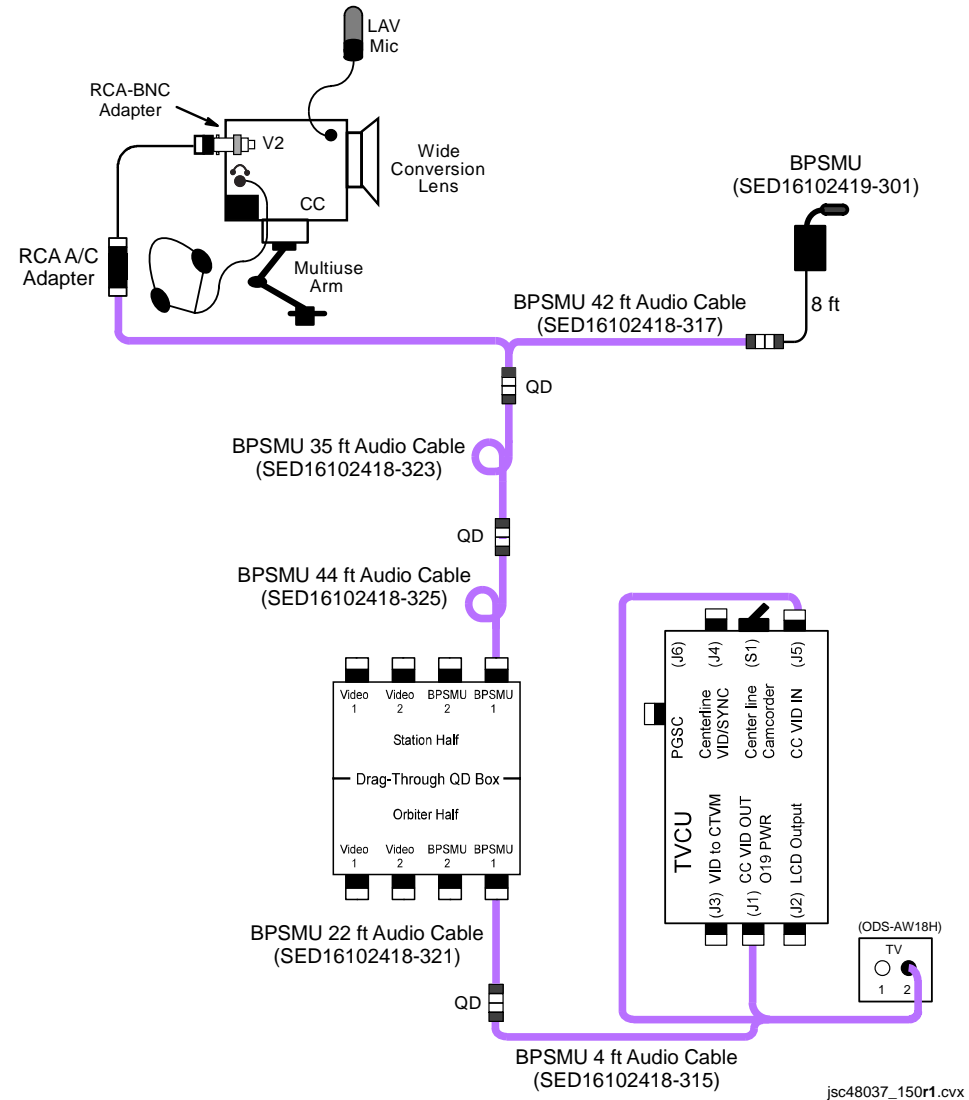 LAV
Mic
RCA-BNC
Adapter
V2
Wide
Conversion
Lens
CC
BPSMU
(SED16102419-301)
RCA A/C
Adapter
Multiuse
Arm
8 ft
BPSMU 42 ft Audio Cable
(SED16102418-317)
QD
BPSMU 35 ft Audio Cable
(SED16102418-323)
QD
BPSMU 44 ft Audio Cable
(SED16102418-325)
Video
1
Video
2
BPSMU
2
BPSMU
1
Station Half
Drag-Through QD Box
Orbiter Half
Video
1
Video
2
BPSMU
2
BPSMU
1
(J6)
(J4)
(S1)
(J5)
PGSC
Centerline
VID/SYNC
Center line
Camcorder
CC VID IN
TVCU
(J3) VID to CTVM
(J1) CC VID OUT
O19 PWR
(J2) LCD Output
(ODS-AW18H)
TV
1 2
BPSMU 22 ft Audio Cable
(SED16102418-321)
QD
BPSMU 4 ft Audio Cable
(SED16102418-315)
jsc48037_150r1.cvx